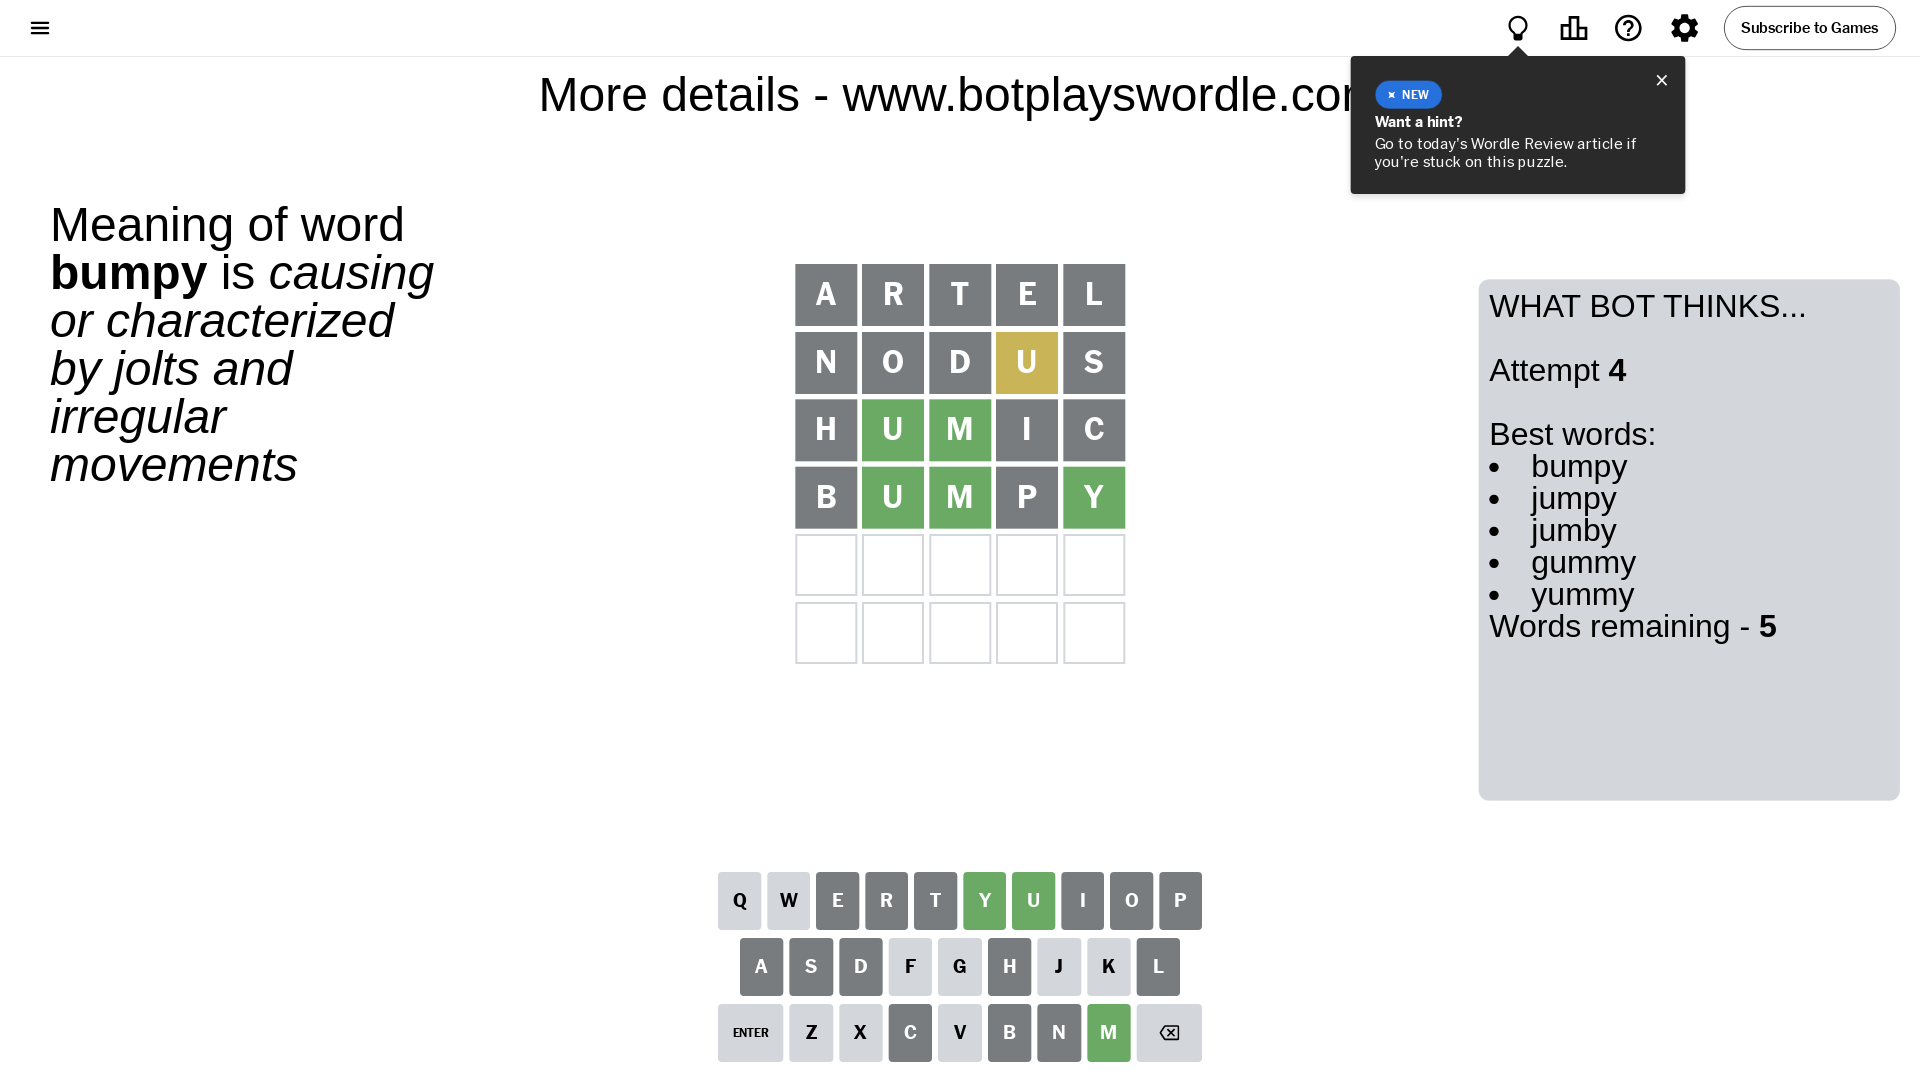 Subscribe to Games
More details - www.botplayswordle.com
NEW
Want a hint?
Go to today's Wordle Review article if
you're stuck on this puzzle.
Meaning of word
bumpy is causing
or characterized
by jolts and
irregular
movements
A R T E L
N O D U S
H U M I C
B U M P Y
WHAT BOT THINKS...
Attempt 4
Best words:
• bumpy
• jumpy
• jumby
• gummy
• yummy
Words remaining - 5
Q W E R T Y U I O P
A S D F G H J K L
ENTER Z X C V B N M